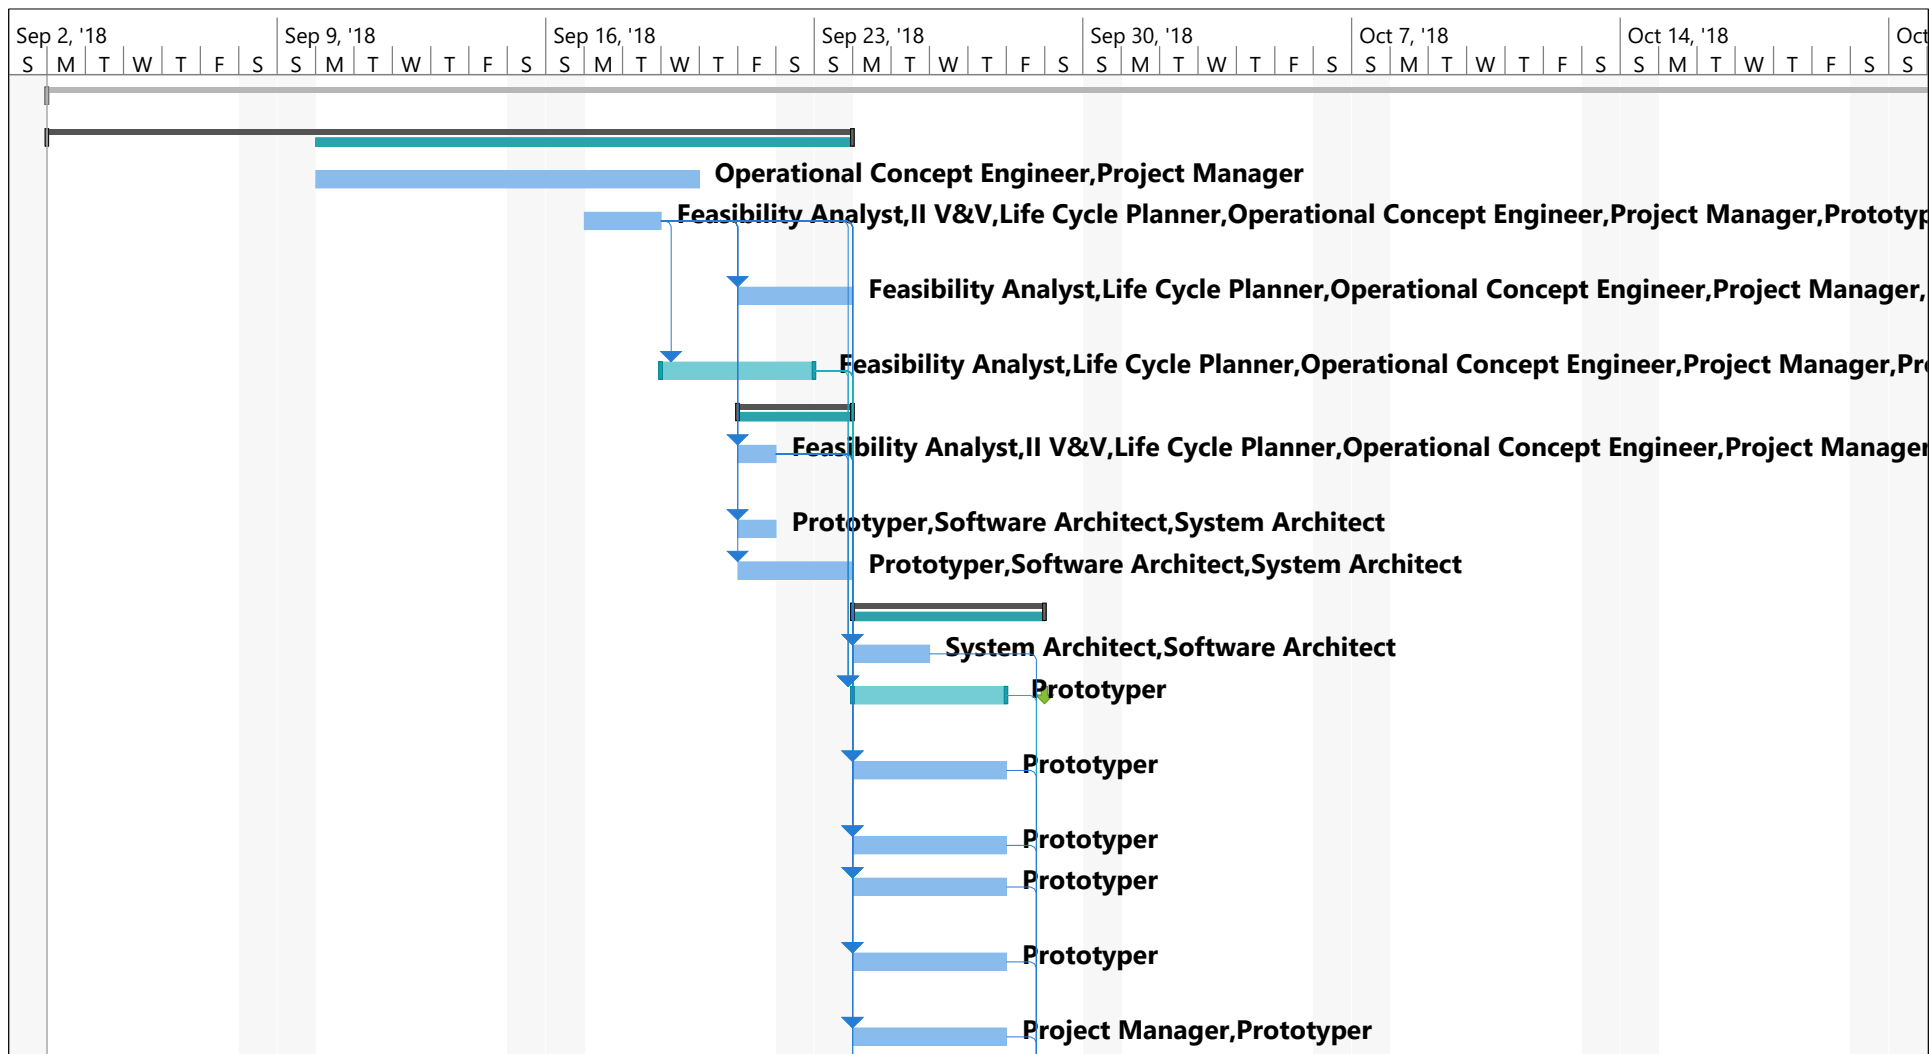 Sep 2, '18 Sep 9, '18 Sep 16, '18 Sep 23, '18 Sep 30, '18 Oct 7, '18 Oct 14, '18 Oct
S M T W T F S S M T W T F S S M T W T F S S M T W T F S S M T W T F S S M T W T F S S M T W T F S S
Operational Concept Engineer,Project Manager
Feasibility Analyst,II V&V,Life Cycle Planner,Operational Concept Engineer,Project Manager,Prototyp
Feasibility Analyst,Life Cycle Planner,Operational Concept Engineer,Project Manager,
Feasibility Analyst,Life Cycle Planner,Operational Concept Engineer,Project Manager,Pr
Feasibility Analyst,II V&V,Life Cycle Planner,Operational Concept Engineer,Project Manager
Prototyper,Software Architect,System Architect
Prototyper,Software Architect,System Architect
System Architect,Software Architect
Prototyper
Prototyper
Prototyper
Prototyper
Prototyper
Project Manager,Prototyper